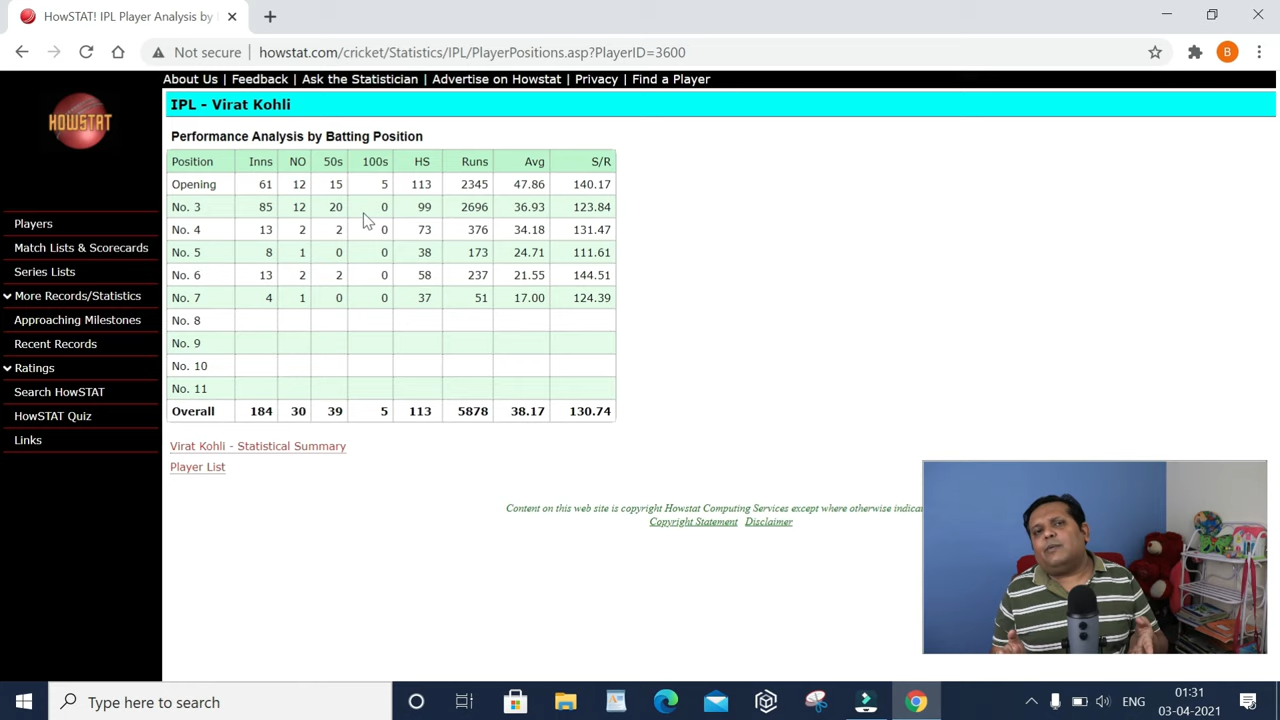 HowSTAT! IPL Player Analysis by
Not secure howstat.com/cricket/Statistics/IPL/PlayerPositions.asp?PlayerID=3600
B
About Us | Feedback | Ask the Statistician | Advertise on Howstat | Privacy | Find a Player
HOWSTAT
IPL - Virat Kohli
Performance Analysis by Batting Position
Position Inns NO 50s 100s HS Runs Avg S/R
Opening 61 12 15 5 113 2345 47.86 140.17
No. 3 85 12 20 0 99 2696 36.93 123.84
No. 4 13 2 2 0 73 376 34.18 131.47
No. 5 8 1 0 0 38 173 24.71 111.61
No. 6 13 2 2 0 58 237 21.55 144.51
No. 7 4 1 0 0 37 51 17.00 124.39
No. 8
No. 9
No. 10
No. 11
Overall 184 30 39 5 113 5878 38.17 130.74
Virat Kohli - Statistical Summary
Player List
Players
Match Lists & Scorecards
Series Lists
More Records/Statistics
Approaching Milestones
Recent Records
Ratings
Search HowSTAT
HowSTAT Quiz
Links
Content on this web site is copyright Howstat Computing Services except where otherwise
Copyright Statement Disclaimer
Type here to search
ENG
01:31
03-04-2021